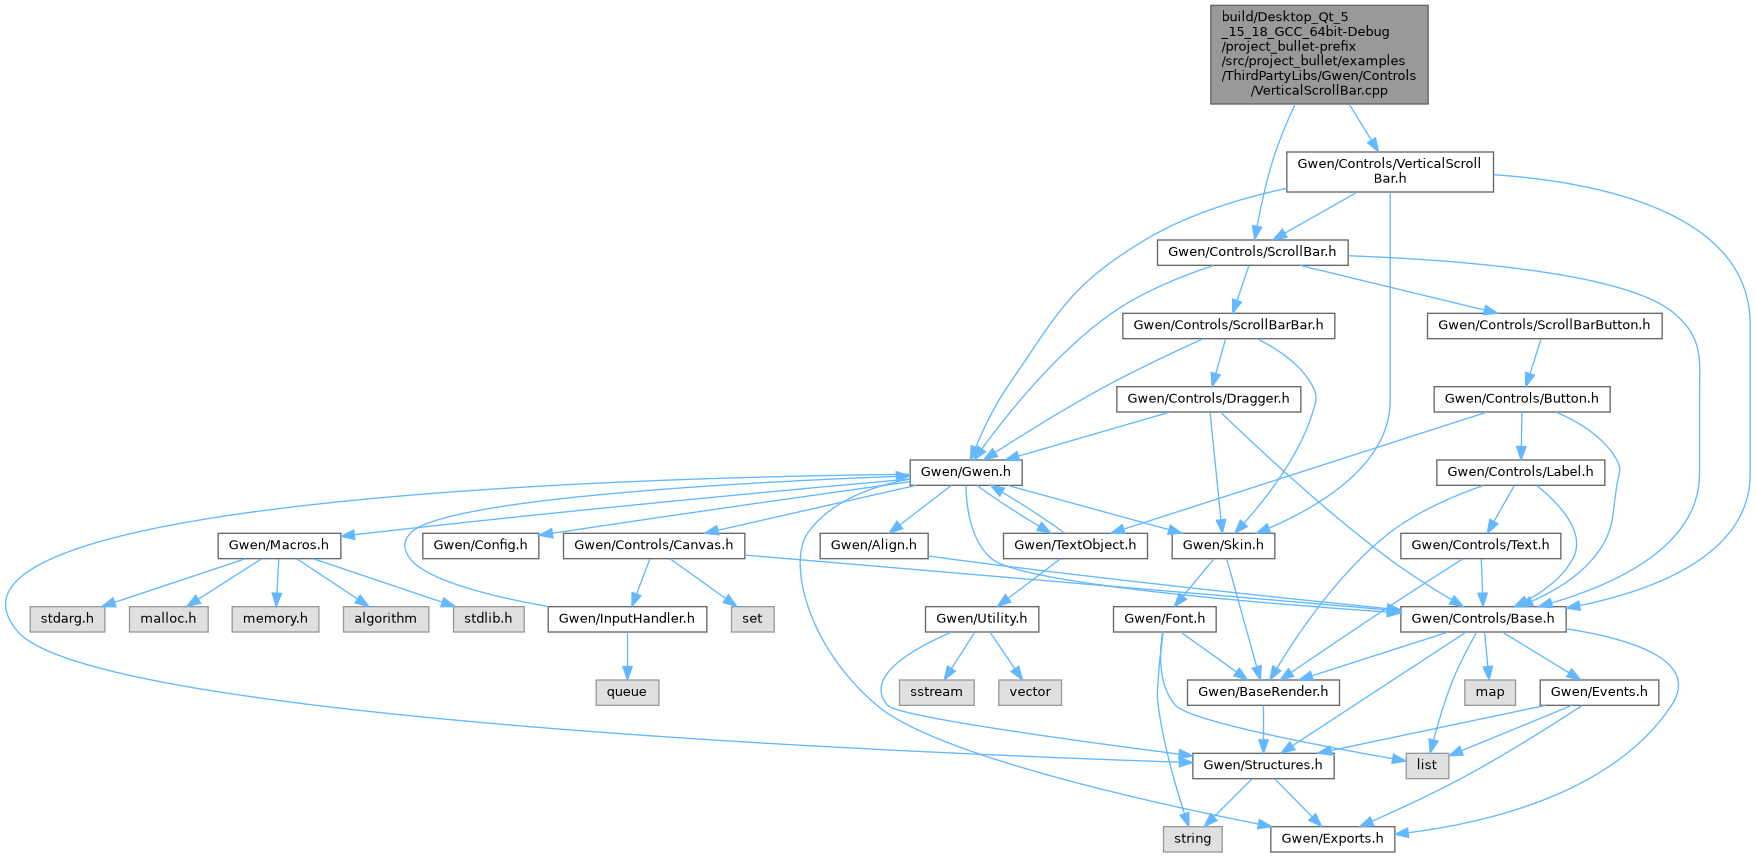 build/Desktop_Qt_5
_15_18_GCC_64bit-Debug
/project_bullet-prefix
/src/project_bullet/examples
/ThirdPartyLibs/Gwen/Controls
/VerticalScrollBar.cpp
Gwen/Controls/VerticalScroll
Bar.h
Gwen/Controls/ScrollBar.h
Gwen/Controls/ScrollBarBar.h
Gwen/Controls/ScrollBarButton.h
Gwen/Controls/Dragger.h
Gwen/Controls/Button.h
Gwen/Gwen.h
Gwen/Controls/Label.h
Gwen/Macros.h
Gwen/Config.h
Gwen/Controls/Canvas.h
Gwen/Align.h
Gwen/TextObject.h
Gwen/Skin.h
Gwen/Controls/Text.h
stdarg.h
malloc.h
memory.h
algorithm
stdlib.h
Gwen/InputHandler.h
set
Gwen/Utility.h
Gwen/Font.h
Gwen/Controls/Base.h
queue
sstream
vector
Gwen/BaseRender.h
map
Gwen/Events.h
Gwen/Structures.h
list
string
Gwen/Exports.h